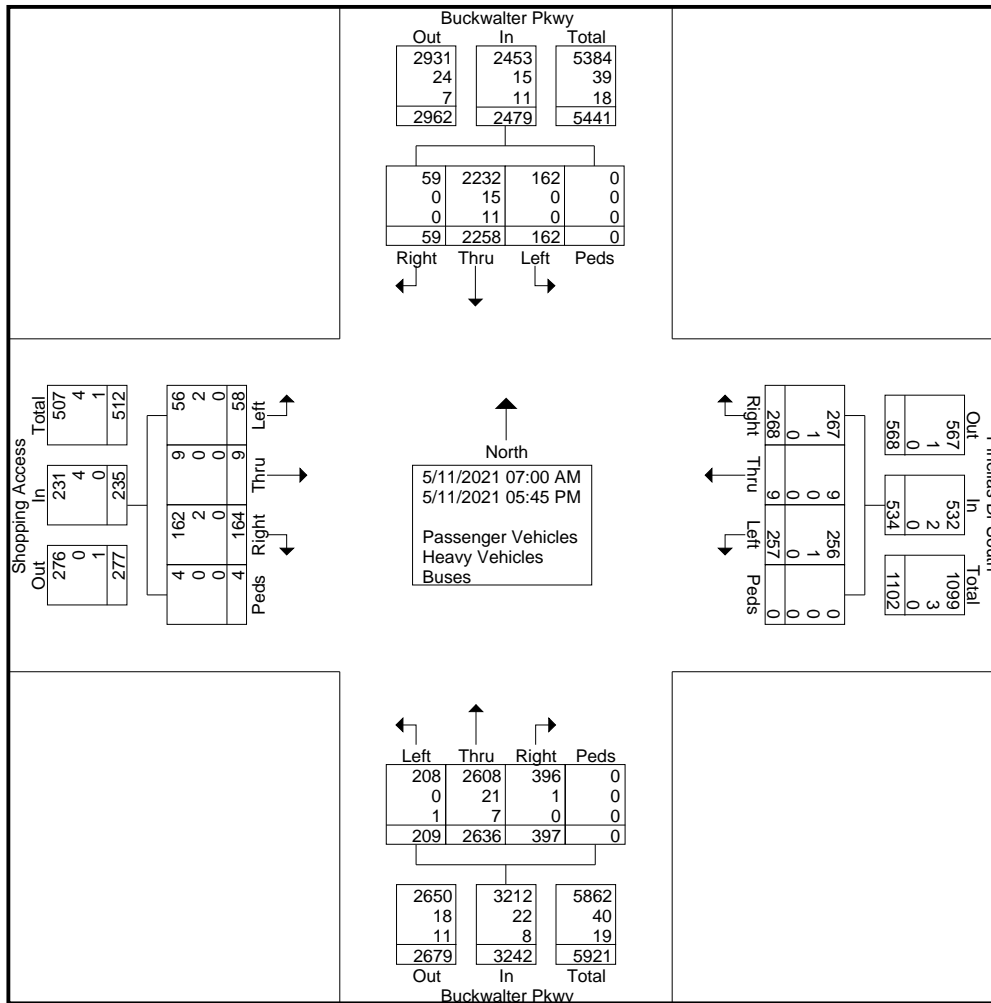 Buckwalter Pkwy
Out In Total
2931 2453 5384
24 15 39
7 11 18
2962 2479 5441
59 2232 162 0
0 15 0 0
0 11 0 0
59 2258 162 0
Right Thru Left Peds
Shopping Access
Total In Out
507 231 276
4 4 0
1 0 1
512 235 277
56 9 162 4
2 0 2 0
0 0 0 0
58 9 164 4
Left Thru Right Peds
North
5/11/2021 07:00 AM
5/11/2021 05:45 PM
Passenger Vehicles
Heavy Vehicles
Buses
Right Thru Left Peds
267 9 256 0
1 0 1 0
0 0 0 0
268 9 257 0
Out In Total
567 532 1099
1 2 3
0 0 0
568 534 1102
Dr South
Left Thru Right Peds
208 2608 396 0
0 21 1 0
1 7 0 0
209 2636 397 0
2650 3212 5862
18 22 40
11 8 19
2679 3242 5921
Out In Total
Buckwalter Pkwy